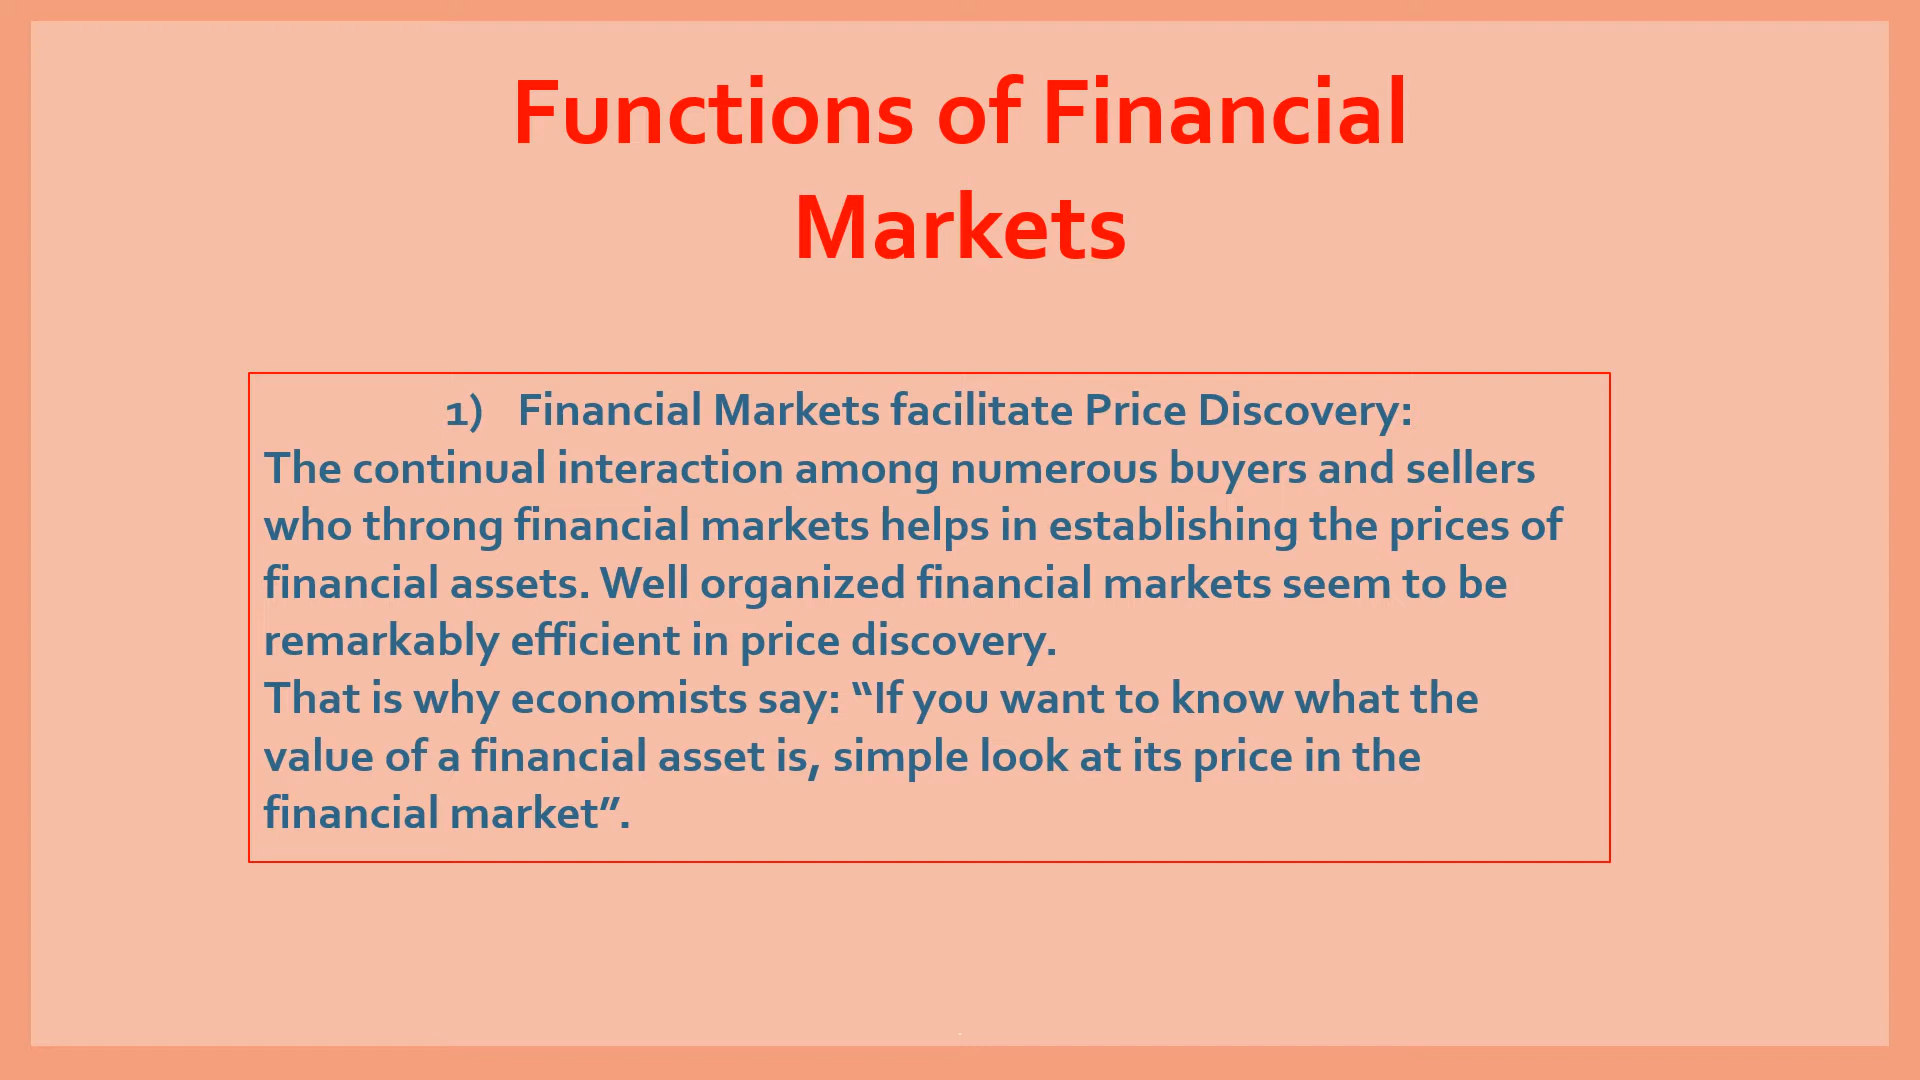 Functions of Financial
Markets
1) Financial Markets facilitate Price Discovery:
The continual interaction among numerous buyers and sellers
who throng financial markets helps in establishing the prices of
financial assets. Well organized financial markets seem to be
remarkably efficient in price discovery.
That is why economists say: “If you want to know what the
value of a financial asset is, simple look at its price in the
financial market”.